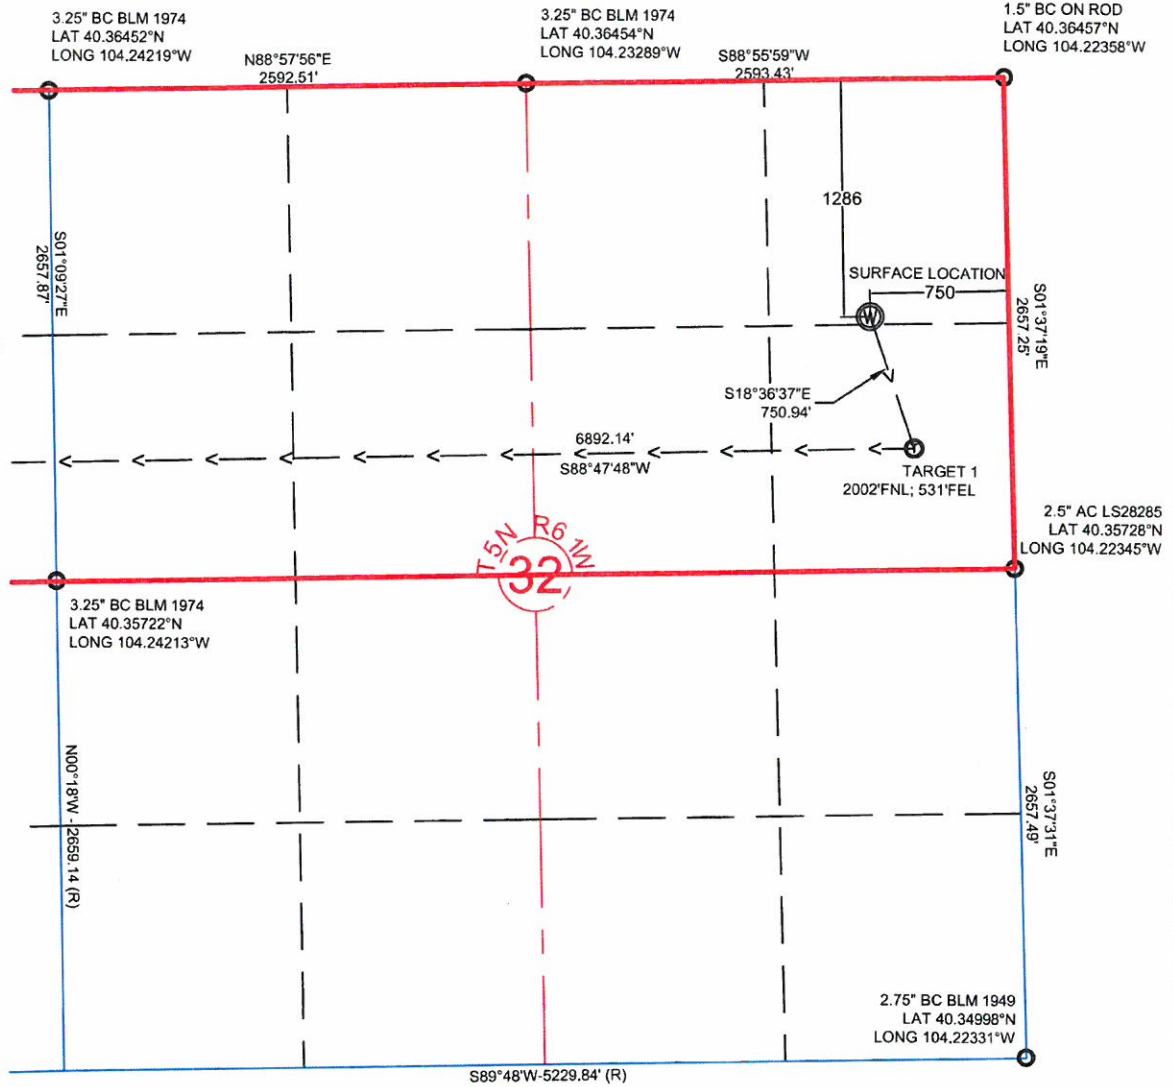 3.25" BC BLM 1974
LAT 40.36452°N
LONG 104.24219°W
N88°57'56"E
2592.51'
3.25" BC BLM 1974
LAT 40.36454°N
LONG 104.23289°W
S88°55'59"W
2593.43'
1.5" BC ON ROD
LAT 40.36457°N
LONG 104.22358°W
S01°09'27"E
2657.87'
1286
SURFACE LOCATION
750
W
S01°37'19"E
2657.25'
S18°36'37"E
750.94'
6892.14'
S88°47'48"W
TARGET 1
2002'FNL; 531'FEL
T5N R61W
32
2.5" AC LS28285
LAT 40.35728°N
LONG 104.22345°W
3.25" BC BLM 1974
LAT 40.35722°N
LONG 104.24213°W
N00°18'W -2659.14 (R)
S01°37'31"E
2657.49'
2.75" BC BLM 1949
LAT 40.34998°N
LONG 104.22331°W
S89°48'W-5229.84' (R)